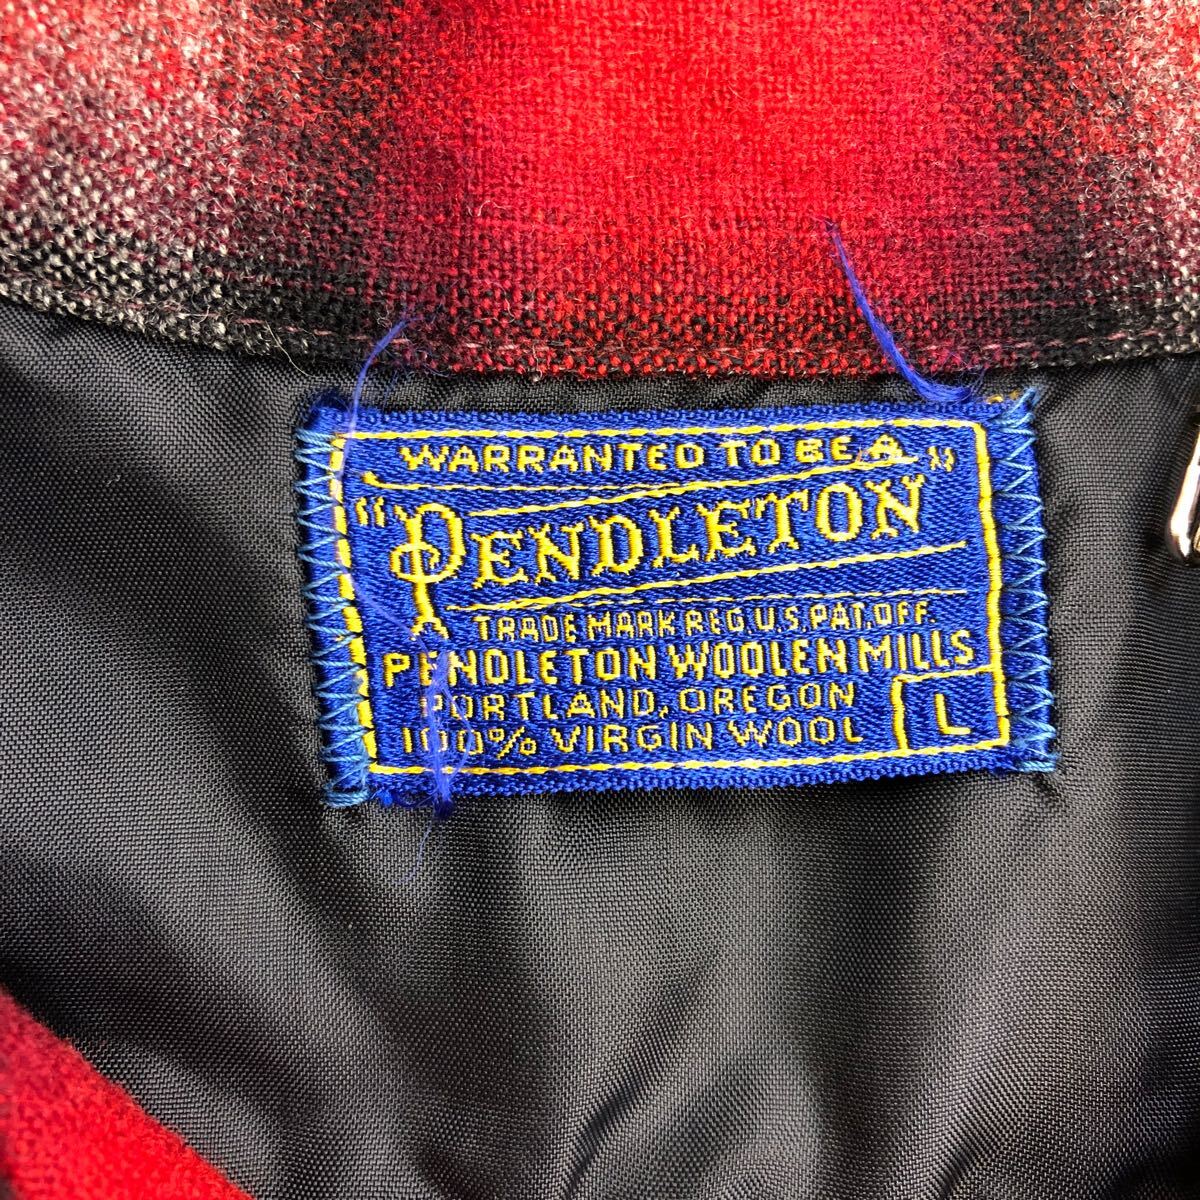 WARRANTED TO BE A
"PENDLETON"
TRADE MARK REG. U.S. PAT. OFF.
PENDLETON WOOLEN MILLS
PORTLAND, OREGON
100% VIRGIN WOOL
L